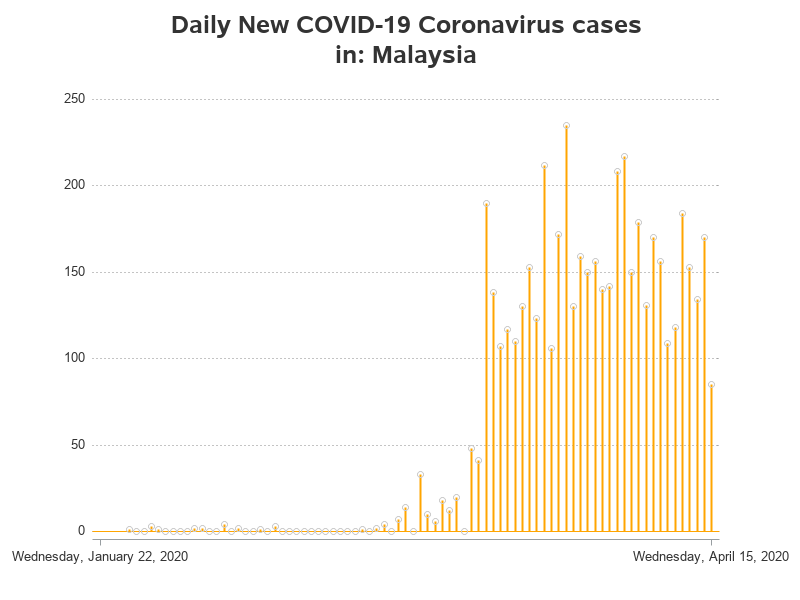 Daily New COVID-19 Coronavirus cases
in: Malaysia
250
200
150
100
50
0
Wednesday, January 22, 2020
Wednesday, April 15, 2020